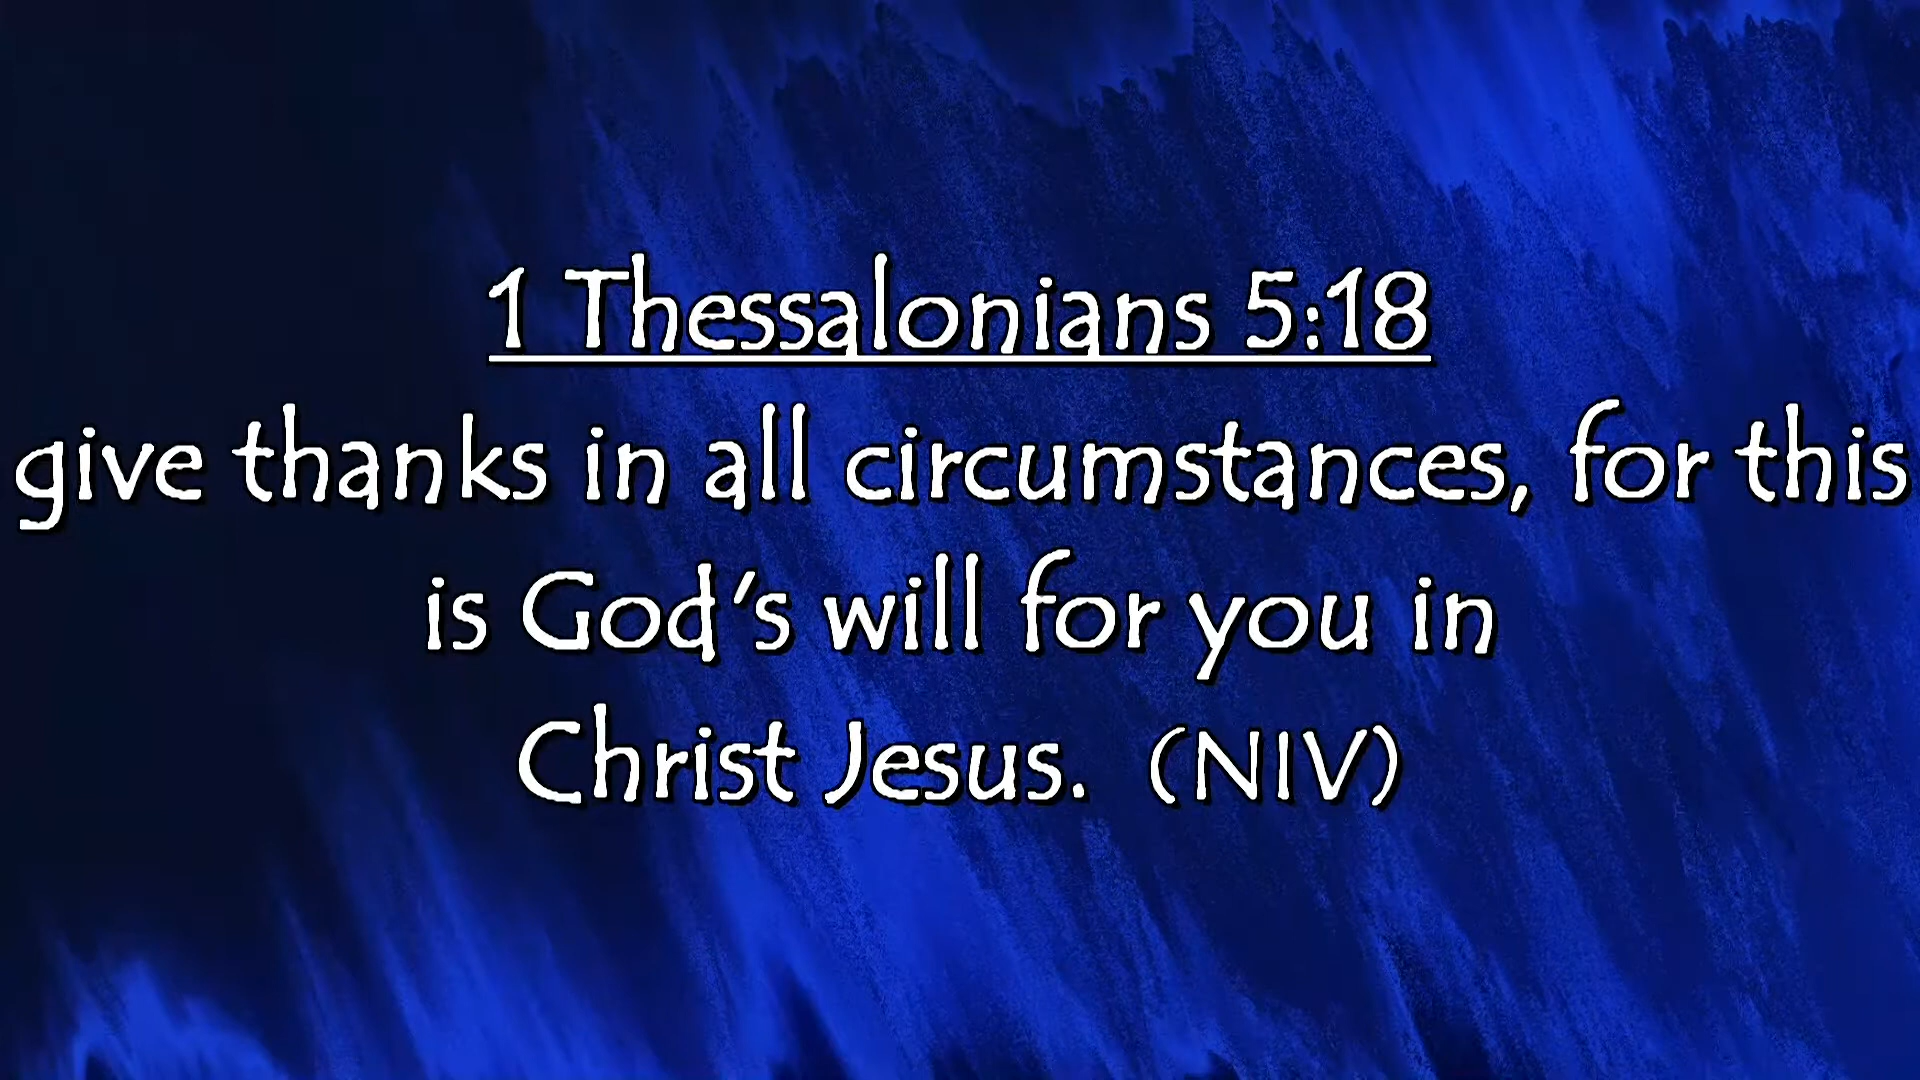 1 Thessalonians 5:18
give thanks in all circumstances, for this
is God's will for you in
Christ Jesus.  (NIV)